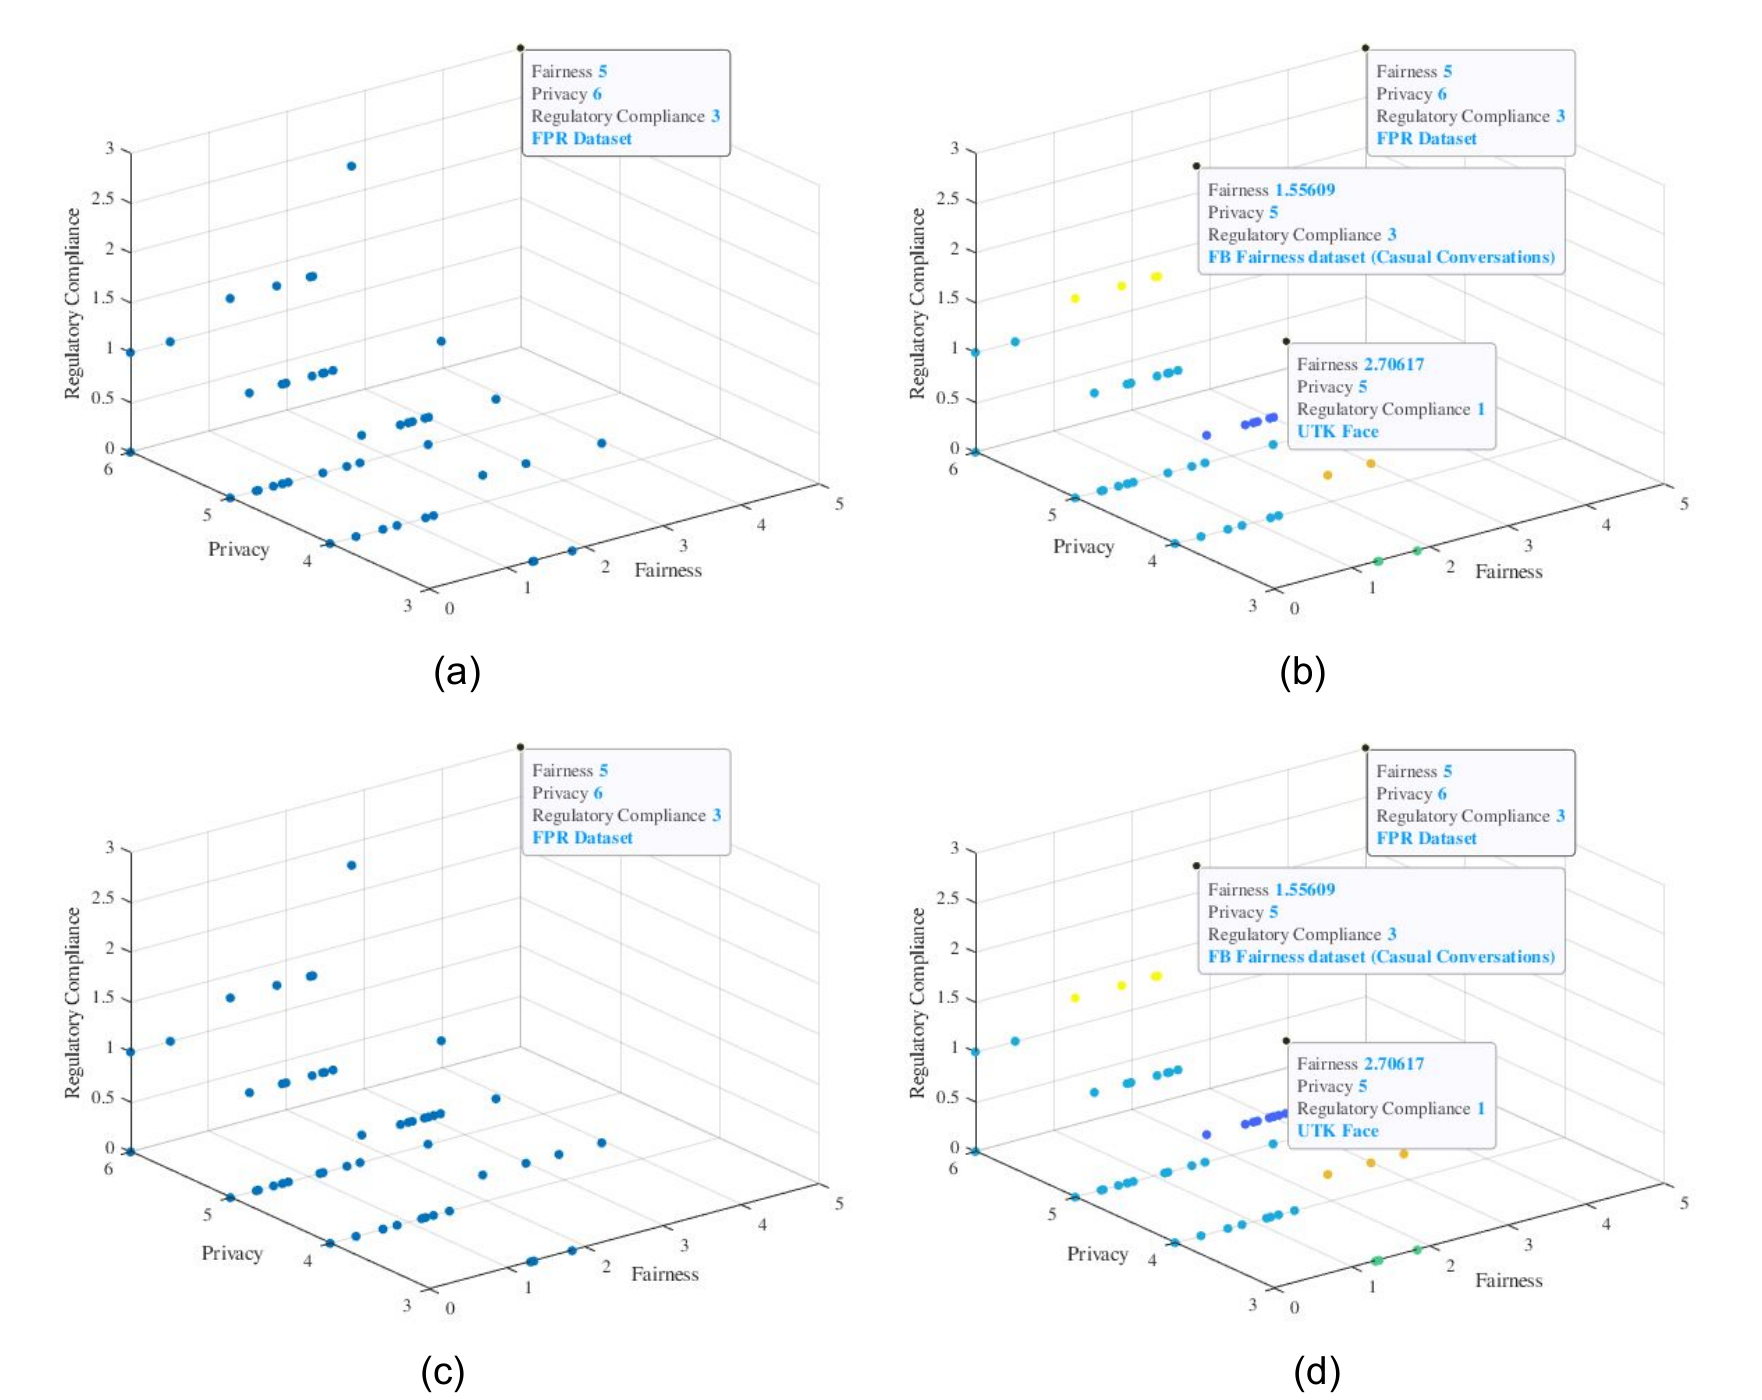 Fairness 5
Privacy 6
Regulatory Compliance 3
FPR Dataset
3
2.5
2
1.5
1
0.5
0
Regulatory Compliance
6
5
4
3
Privacy
0
1
2
3
4
5
Fairness
(a)
Fairness 5
Privacy 6
Regulatory Compliance 3
FPR Dataset
Fairness 1.55609
Privacy 5
Regulatory Compliance 3
FB Fairness dataset (Casual Conversations)
Fairness 2.70617
Privacy 5
Regulatory Compliance 1
UTK Face
3
2.5
2
1.5
1
0.5
0
Regulatory Compliance
6
5
4
3
Privacy
0
1
2
3
4
5
Fairness
(b)
Fairness 5
Privacy 6
Regulatory Compliance 3
FPR Dataset
3
2.5
2
1.5
1
0.5
0
Regulatory Compliance
6
5
4
3
Privacy
0
1
2
3
4
5
Fairness
(c)
Fairness 5
Privacy 6
Regulatory Compliance 3
FPR Dataset
Fairness 1.55609
Privacy 5
Regulatory Compliance 3
FB Fairness dataset (Casual Conversations)
Fairness 2.70617
Privacy 5
Regulatory Compliance 1
UTK Face
3
2.5
2
1.5
1
0.5
0
Regulatory Compliance
6
5
4
3
Privacy
0
1
2
3
4
5
Fairness
(d)